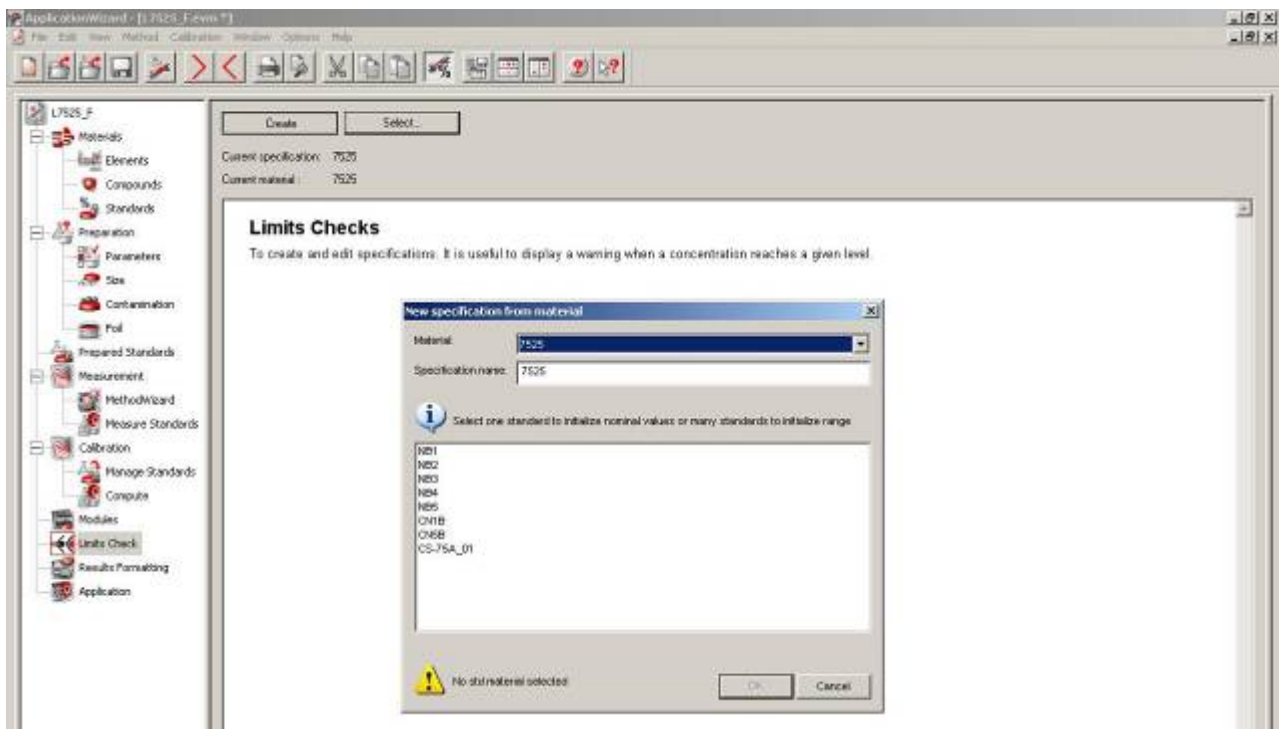 ApplicationWizard - [L7525_F.evm *]
File Edit View Method Calibration Window Options Help
L7525_F
Materials
Elements
Compounds
Standards
Preparation
Parameters
Size
Contamination
Foil
Prepared Standards
Measurement
MethodWizard
Measure Standards
Calibration
Manage Standards
Compute
Modules
Limits Check
Results Formatting
Application
Create Select...
Current specification: 7525
Current material : 7525
Limits Checks
To create and edit specifications. It is useful to display a warning when a concentration reaches a given level.
New specification from material
Material: 7525
Specification name: 7525
Select one standard to initialize nominal values or many standards to initialize range
NB1
NB2
NB3
NB4
NB5
CN1B
CN5B
CS-75A_01
No std material selected
OK Cancel